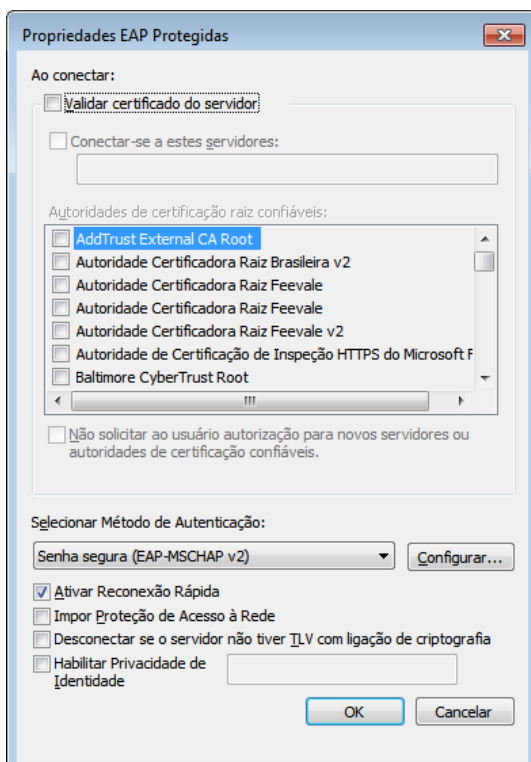 Propriedades EAP Protegidas
Ao conectar:
Validar certificado do servidor
Conectar-se a estes servidores:
Autoridades de certificação raiz confiáveis:
AddTrust External CA Root
Autoridade Certificadora Raiz Brasileira v2
Autoridade Certificadora Raiz Feevale
Autoridade Certificadora Raiz Feevale
Autoridade Certificadora Raiz Feevale v2
Autoridade de Certificação de Inspeção HTTPS do Microsoft F
Baltimore CyberTrust Root
Não solicitar ao usuário autorização para novos servidores ou
autoridades de certificação confiáveis.
Selecionar Método de Autenticação:
Senha segura (EAP-MSCHAP v2)
Configurar...
Ativar Reconexão Rápida
Impor Proteção de Acesso à Rede
Desconectar se o servidor não tiver TLV com ligação de criptografia
Habilitar Privacidade de
Identidade
OK
Cancelar